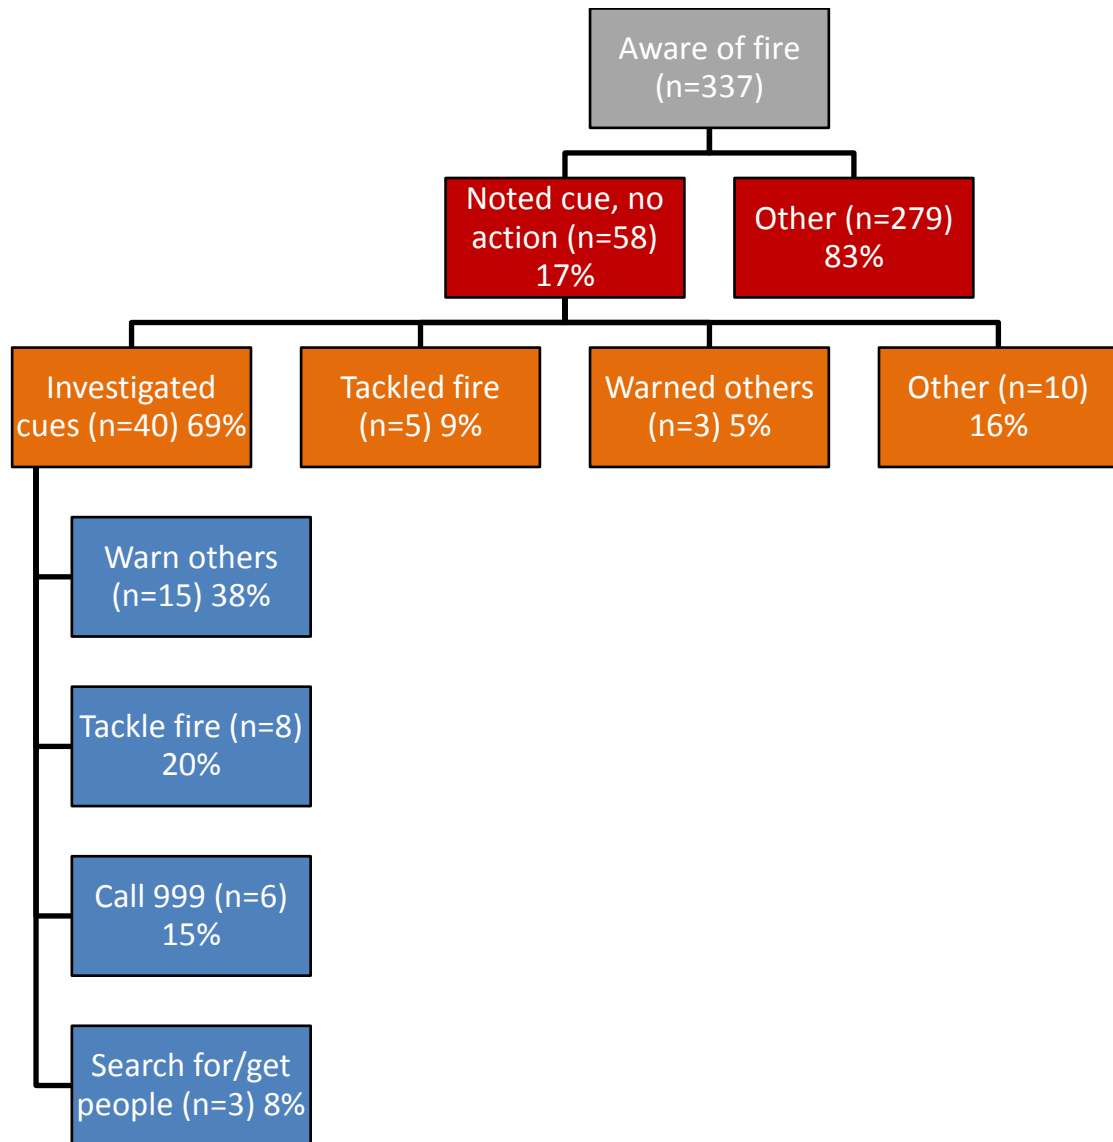 Aware of fire
(n=337)
Noted cue, no
action (n=58)
17%
Other (n=279)
83%
Investigated
cues (n=40) 69%
Tackled fire
(n=5) 9%
Warned others
(n=3) 5%
Other (n=10)
16%
Warn others
(n=15) 38%
Tackle fire (n=8)
20%
Call 999 (n=6)
15%
Search for/get
people (n=3) 8%